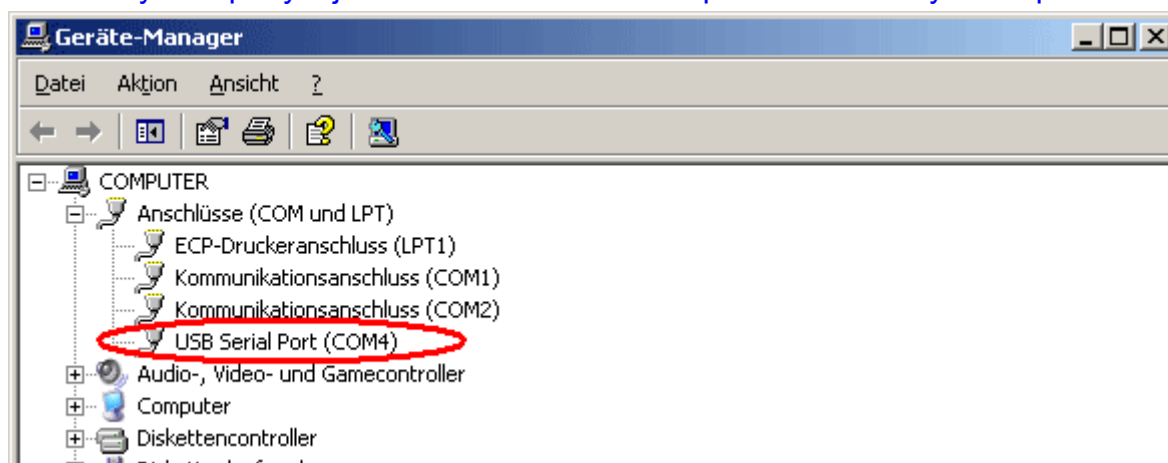 Geräte-Manager
Datei Aktion Ansicht ?
COMPUTER
Anschlüsse (COM und LPT)
ECP-Druckeranschluss (LPT1)
Kommunikationsanschluss (COM1)
Kommunikationsanschluss (COM2)
USB Serial Port (COM4)
Audio-, Video- und Gamecontroller
Computer
Diskettencontroller